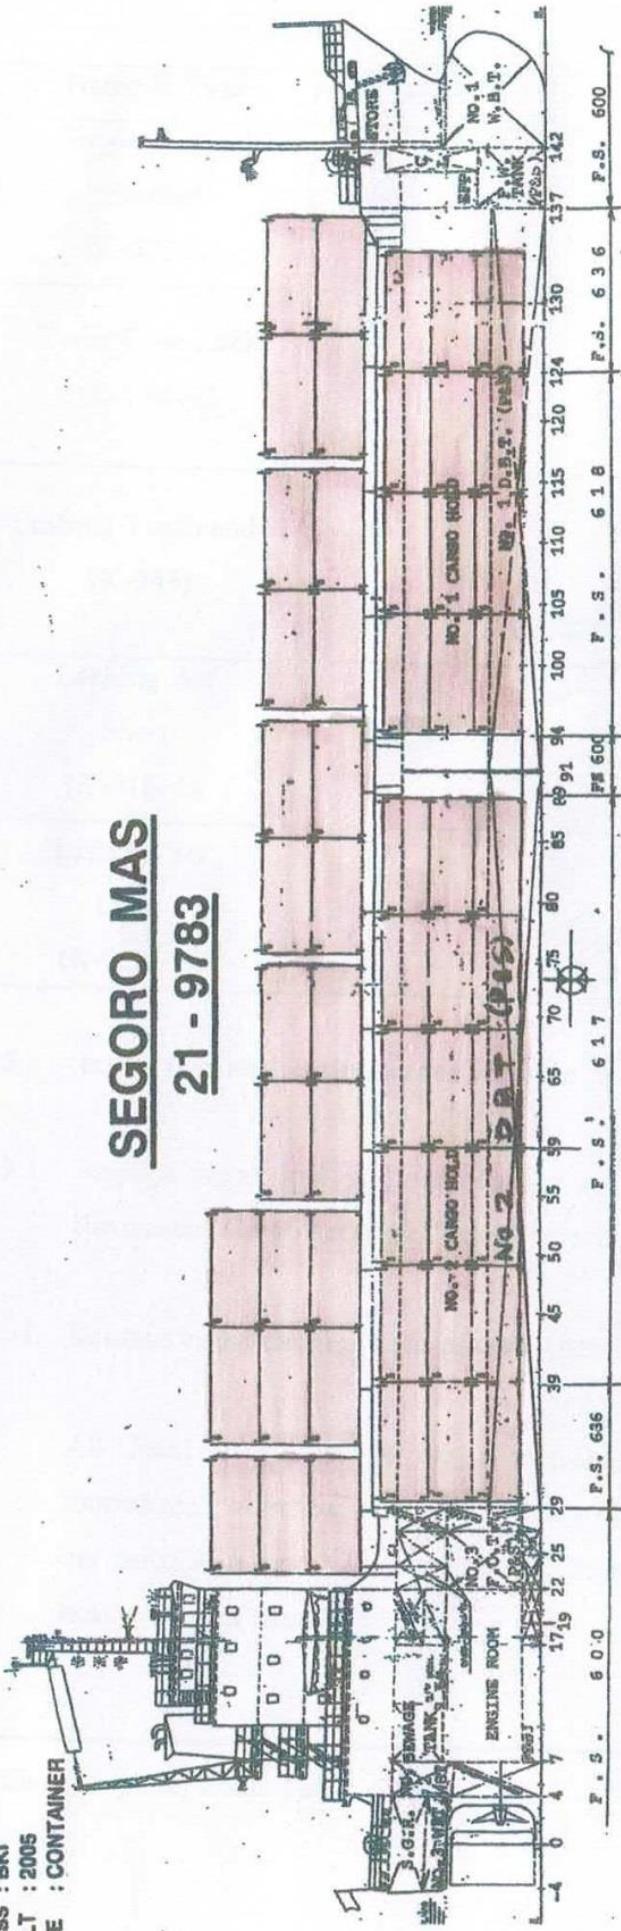 : BKI
: 2005
: CONTAINER
SEGORO MAS
21 - 9783
STORE
NO.1
W.B.T.
F.W.
TANK
(P&S)
NO. 1 CARGO HOLD
NO. 1 D.B.T. (P&S)
NO. 2 CARGO HOLD
No 2 DBT (P&S)
NO.3
F.O.T.
(P&S)
SEWAGE
TANK
ENGINE ROOM
S.G.R.
-4 0 4 7 17 19 22 25 29 39 45 50 55 59 65 70 75 80 85 89 91 94 100 105 110 115 120 124 130 137 142
F.S. 600 F.S. 636 F.S. 617 FS 600 F.S. 618 F.S. 636 F.S. 600